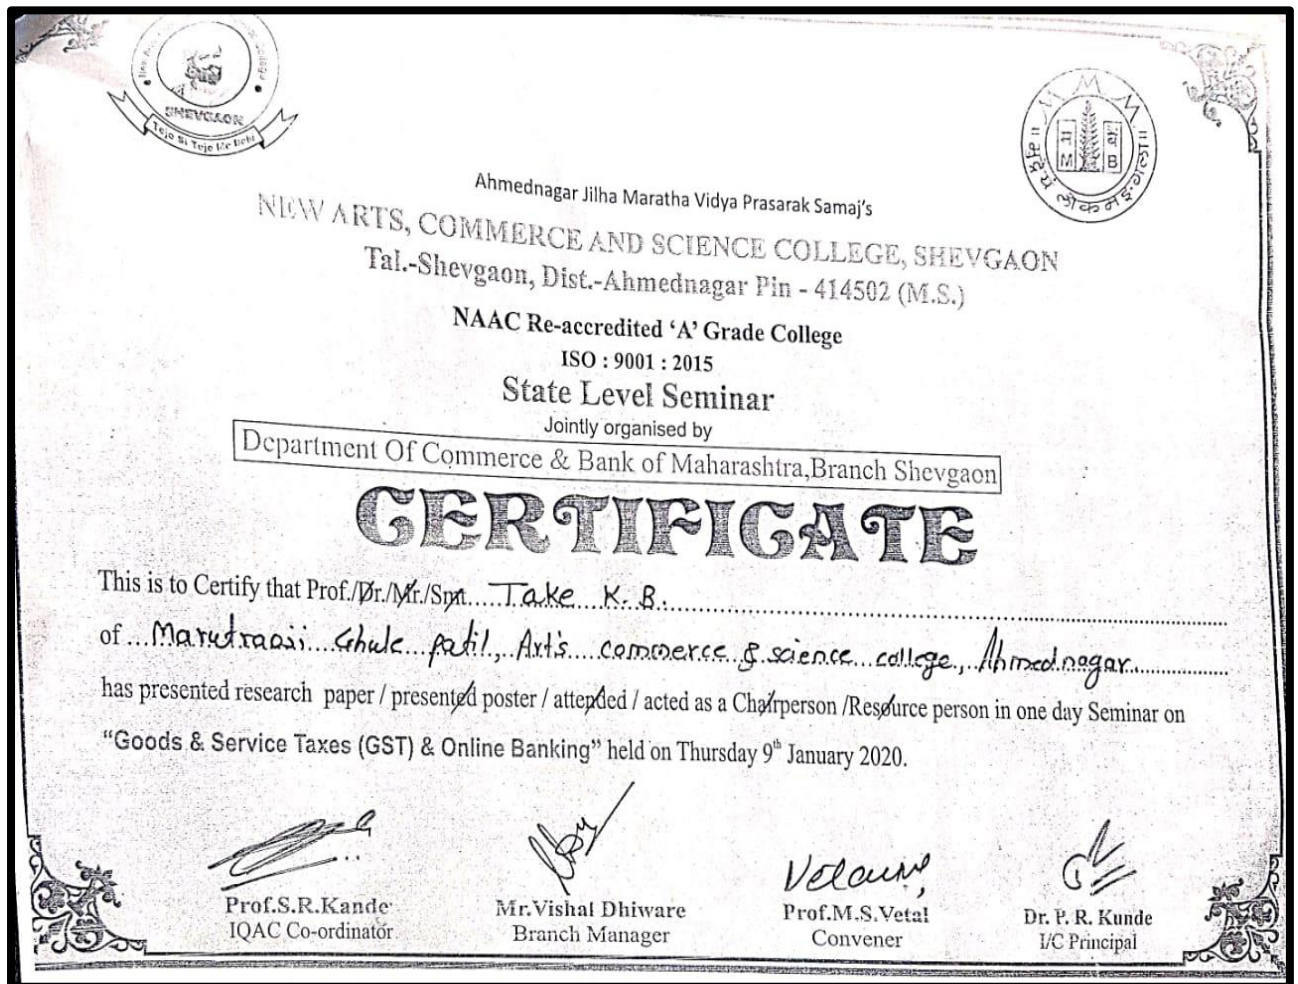 SHEVGAON
Tejo Si Tejo Me Dehi
M B
Ahmednagar Jilha Maratha Vidya Prasarak Samaj's
NEW ARTS, COMMERCE AND SCIENCE COLLEGE, SHEVGAON
Tal.-Shevgaon, Dist.-Ahmednagar Pin - 414502 (M.S.)
NAAC Re-accredited ‘A’ Grade College
ISO : 9001 : 2015
State Level Seminar
Jointly organised by
Department Of Commerce & Bank of Maharashtra,Branch Shevgaon
CERTIFICATE
This is to Certify that Prof./Dr./Mr./Smt. Take K. B.
of Marutraoji Ghule patil, Art's commerce & science college, Ahmednagar
has presented research paper / presented poster / attended / acted as a Chairperson /Resource person in one day Seminar on
“Goods & Service Taxes (GST) & Online Banking” held on Thursday 9th January 2020.
Prof.S.R.Kande Mr.Vishal Dhiware Prof.M.S.Vetal Dr. P. R. Kunde
IQAC Co-ordinator Branch Manager Convener I/C Principal